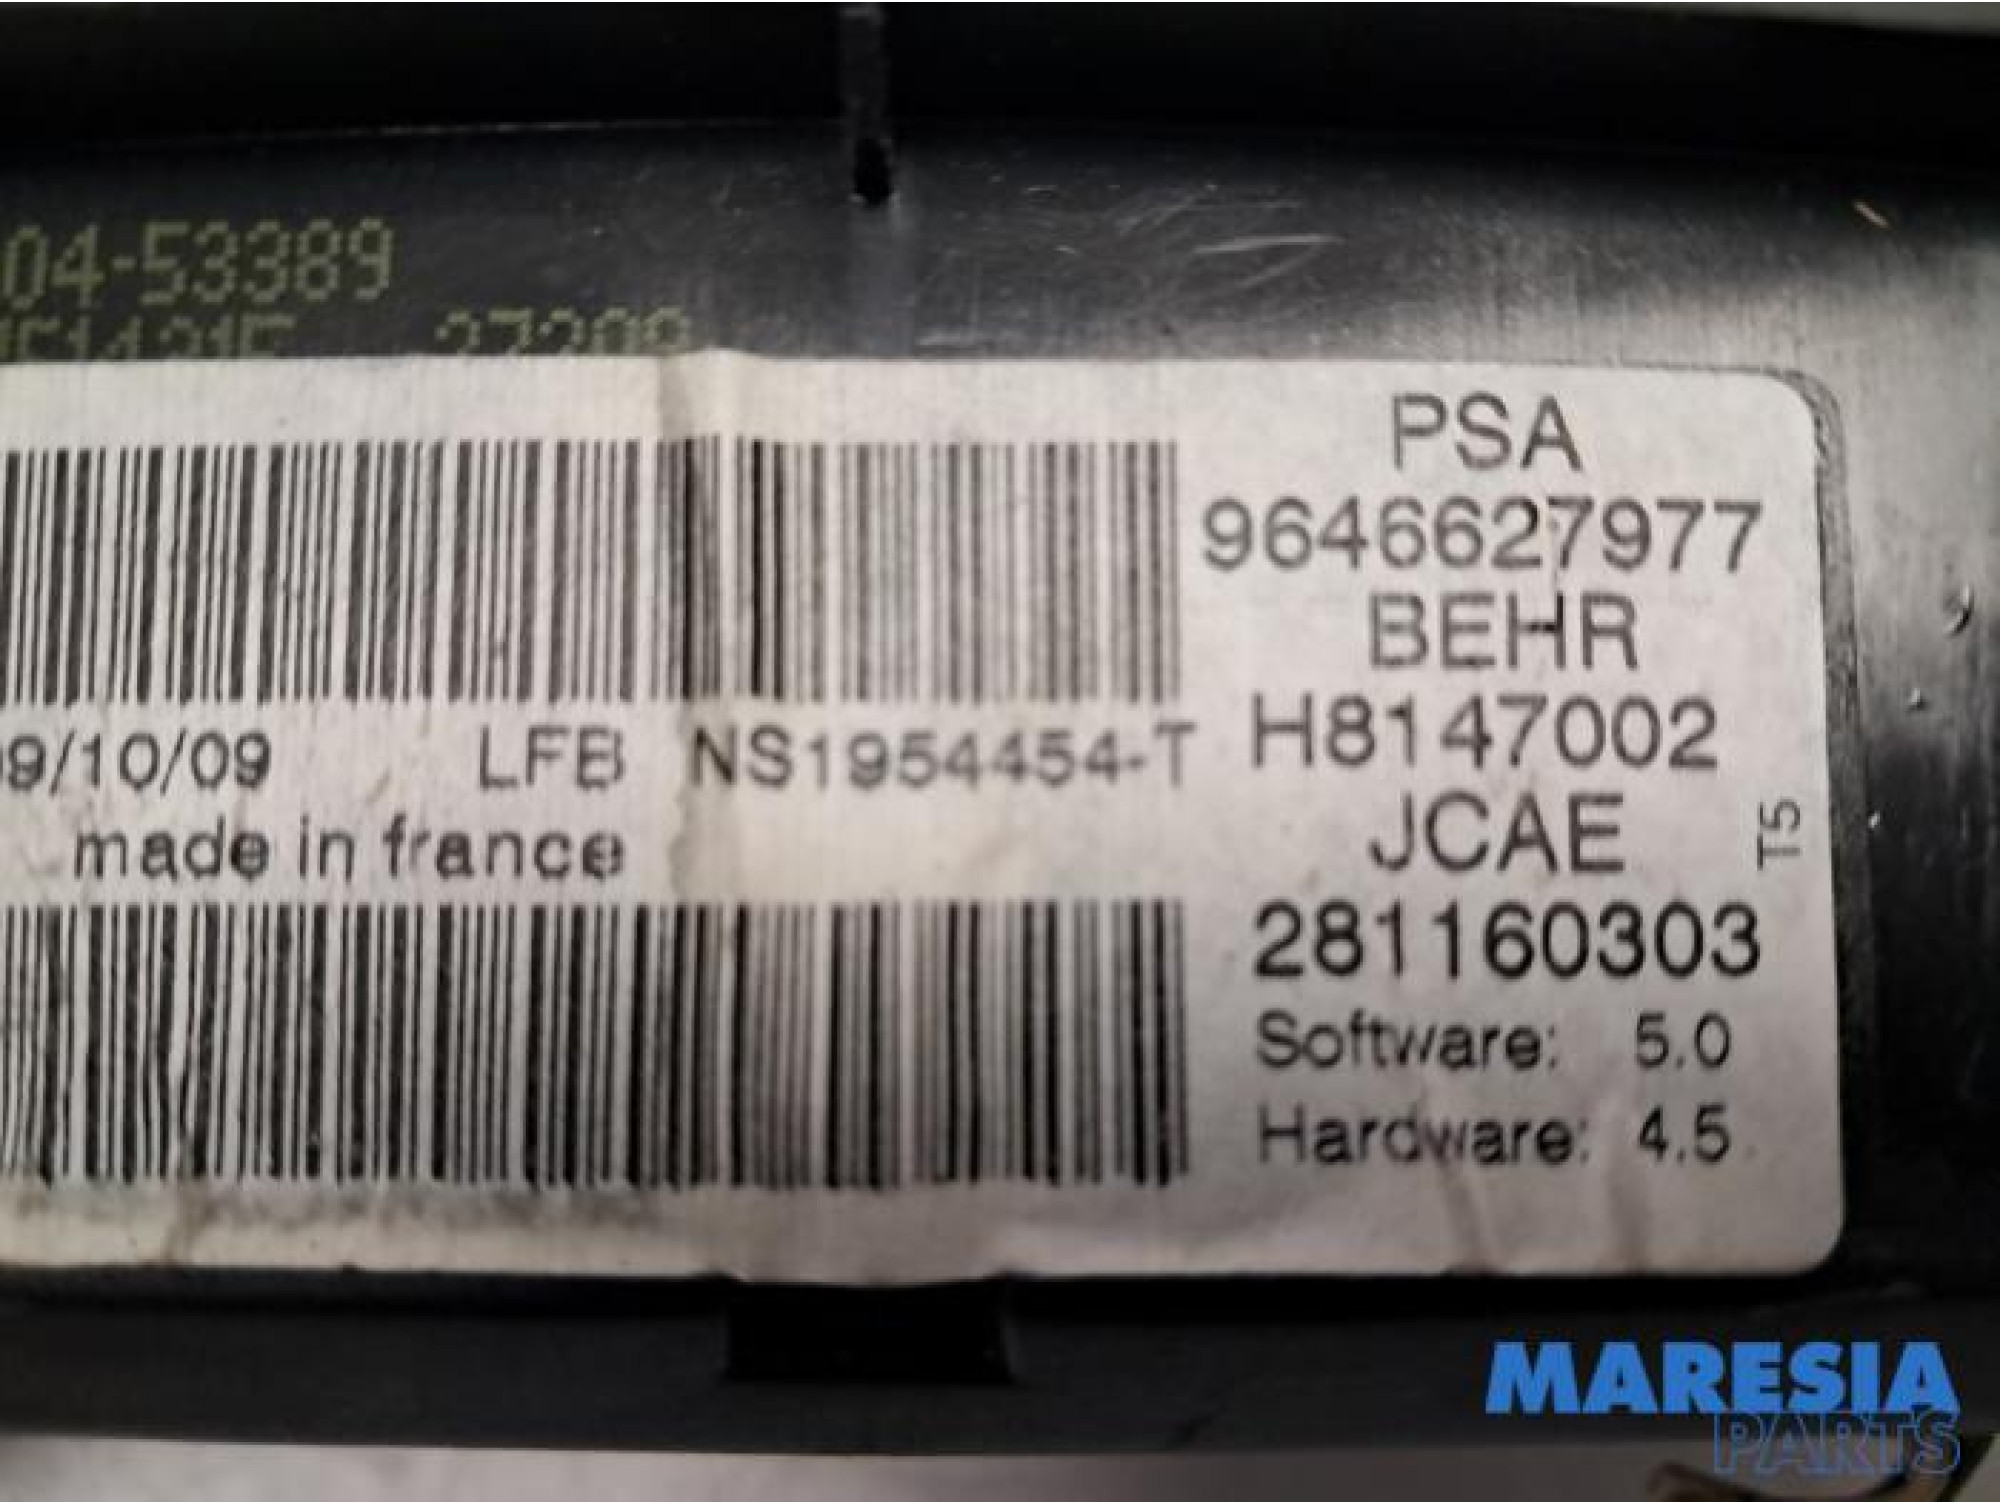 04-53389
PSA
9646627977
BEHR
H8147002
JCAE
281160303
Software: 5.0
Hardware: 4.5
T5
09/10/09 LFB NS1954454-T
made in france
MARESIA
PARTS